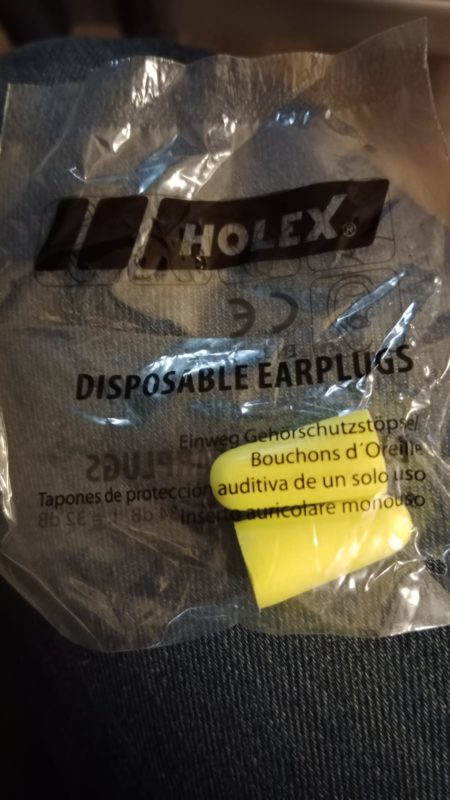 HOLEX®
CE
DISPOSABLE EARPLUGS
Einweg Gehörschutzstöpsel
Bouchons d'Oreille
Tapones de protección auditiva de un solo uso
Inserto auricolare monouso